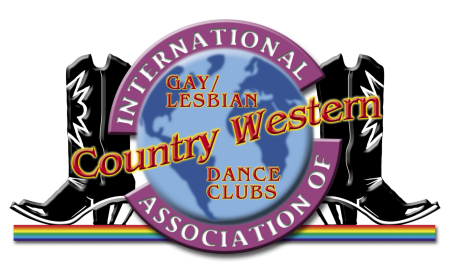 INTERNATIONAL
ASSOCIATION OF
GAY/
LESBIAN
Country Western
DANCE
CLUBS